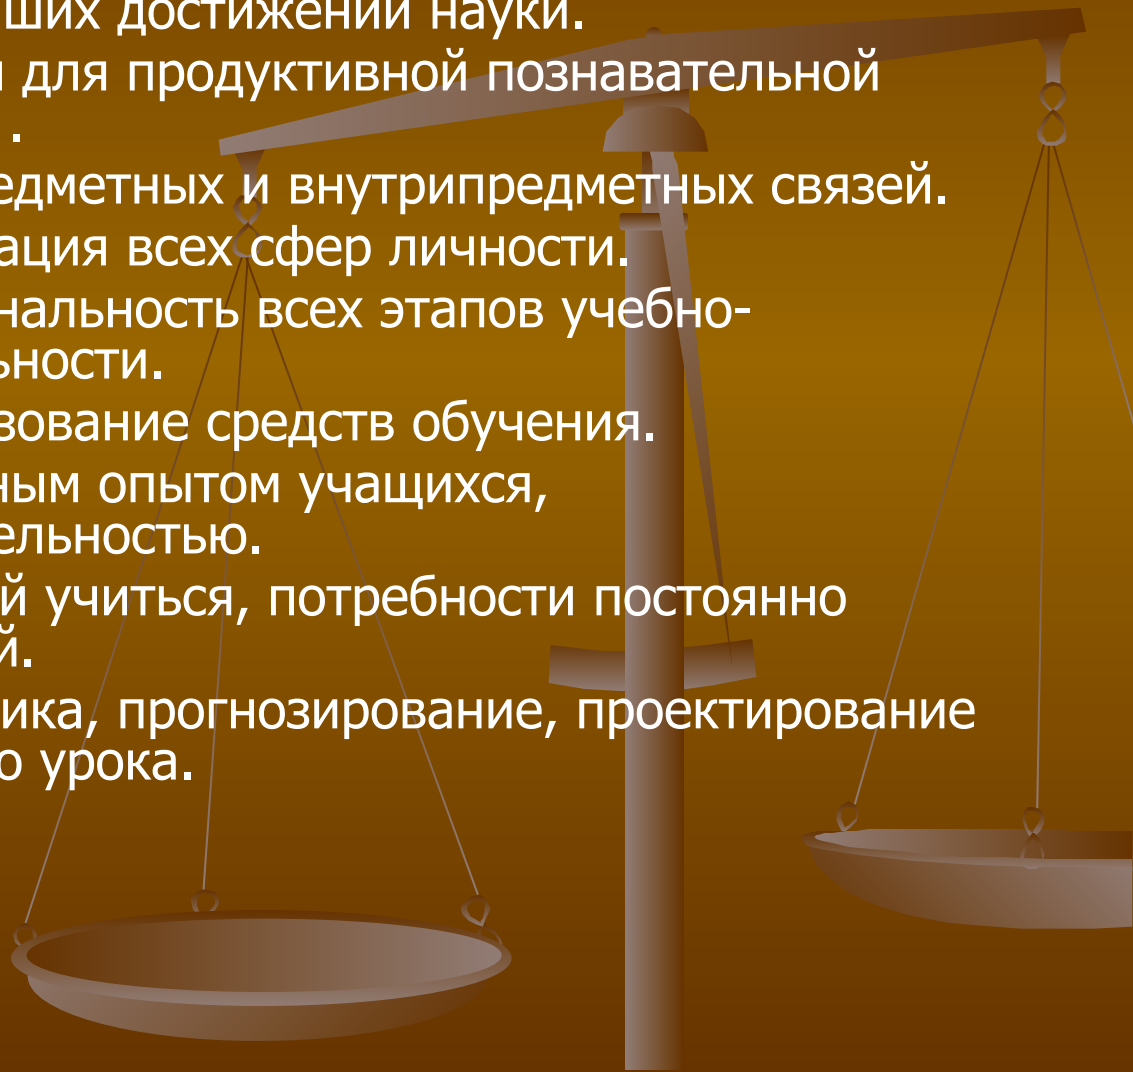 ших достижений науки.
и для продуктивной познавательной
.
едметных и внутрипредметных связей.
ация всех сфер личности.
нальность всех этапов учебно-
ьности.
зование средств обучения.
ным опытом учащихся,
ельностью.
й учиться, потребности постоянно
й.
ика, прогнозирование, проектирование
о урока.